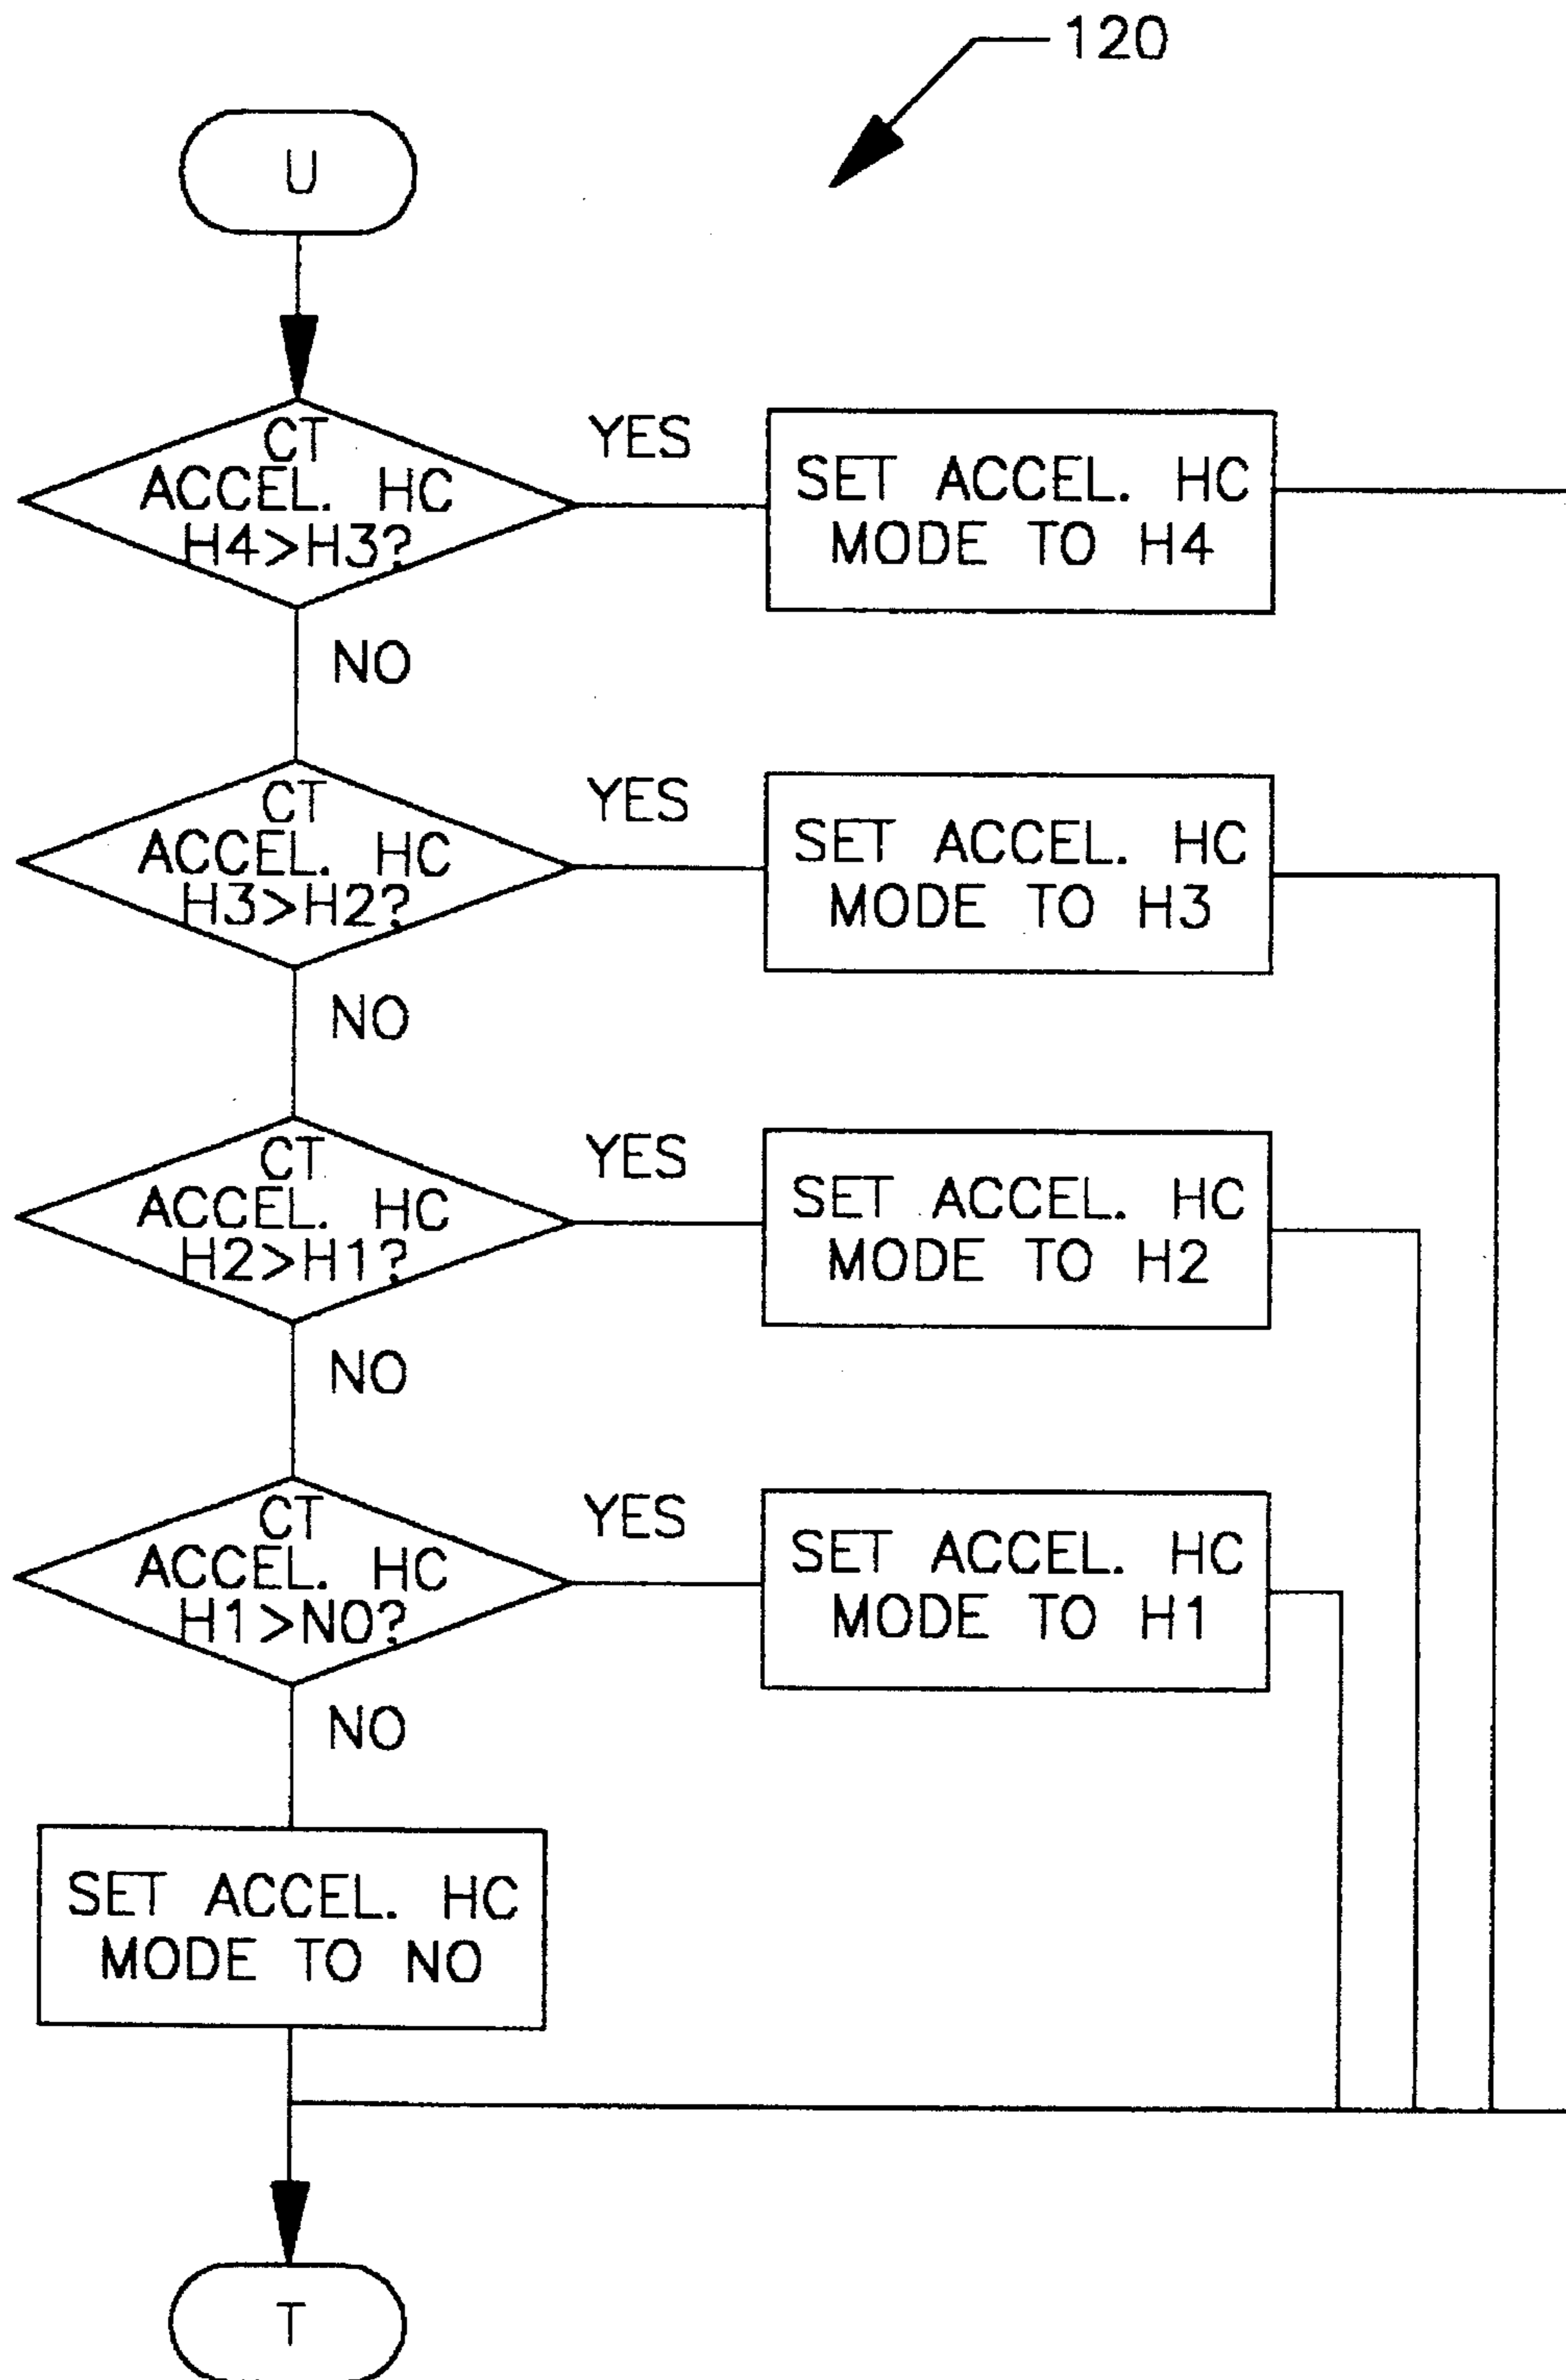 120
U
CT
ACCEL. HC
H4>H3?
YES
SET ACCEL. HC
MODE TO H4
NO
CT
ACCEL. HC
H3>H2?
YES
SET ACCEL. HC
MODE TO H3
NO
CT
ACCEL. HC
H2>H1?
YES
SET ACCEL. HC
MODE TO H2
NO
CT
ACCEL. HC
H1>NO?
YES
SET ACCEL. HC
MODE TO H1
NO
SET ACCEL. HC
MODE TO NO
T